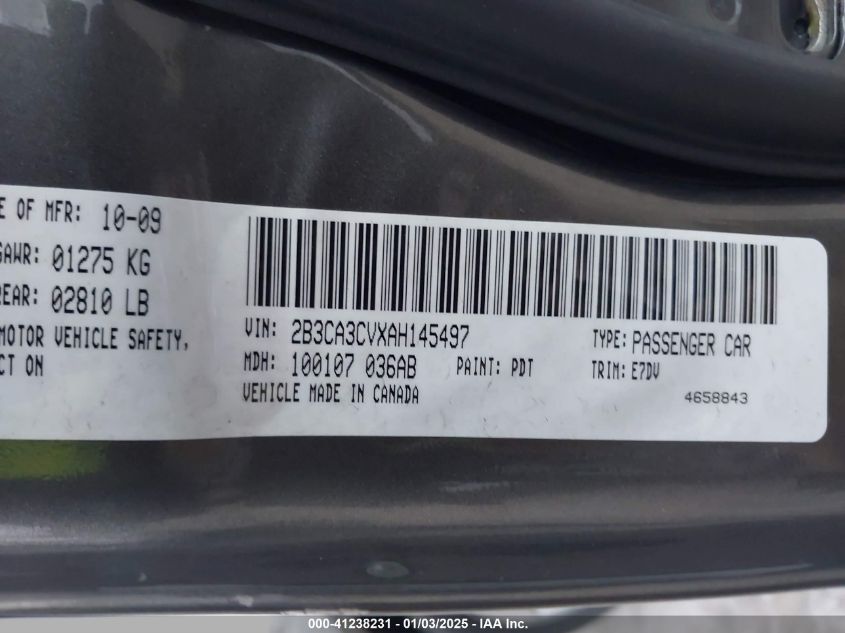 E OF MFR: 10-09
GAWR: 01275 KG
REAR: 02810 LB
MOTOR VEHICLE SAFETY,
CT ON
VIN: 2B3CA3CVXAH145497
TYPE: PASSENGER CAR
MDH: 100107 036AB PAINT: PDT TRIM: E7DV
VEHICLE MADE IN CANADA
4658843
000-41238231 - 01/03/2025 - IAA Inc.